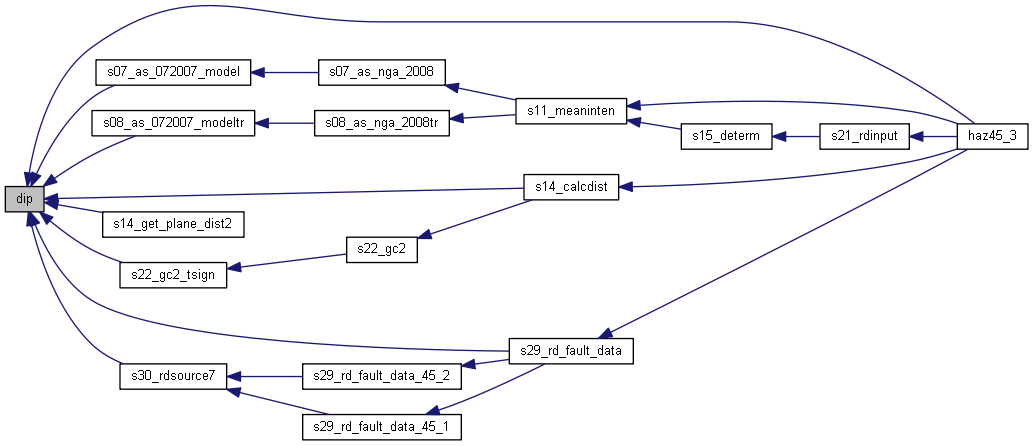 s07_as_072007_model
s07_as_nga_2008
s11_meaninten
s08_as_072007_modeltr
s08_as_nga_2008tr
s15_determ
s21_rdinput
haz45_3
dip
s14_calcdist
s14_get_plane_dist2
s22_gc2
s22_gc2_tsign
s29_rd_fault_data
s30_rdsource7
s29_rd_fault_data_45_2
s29_rd_fault_data_45_1